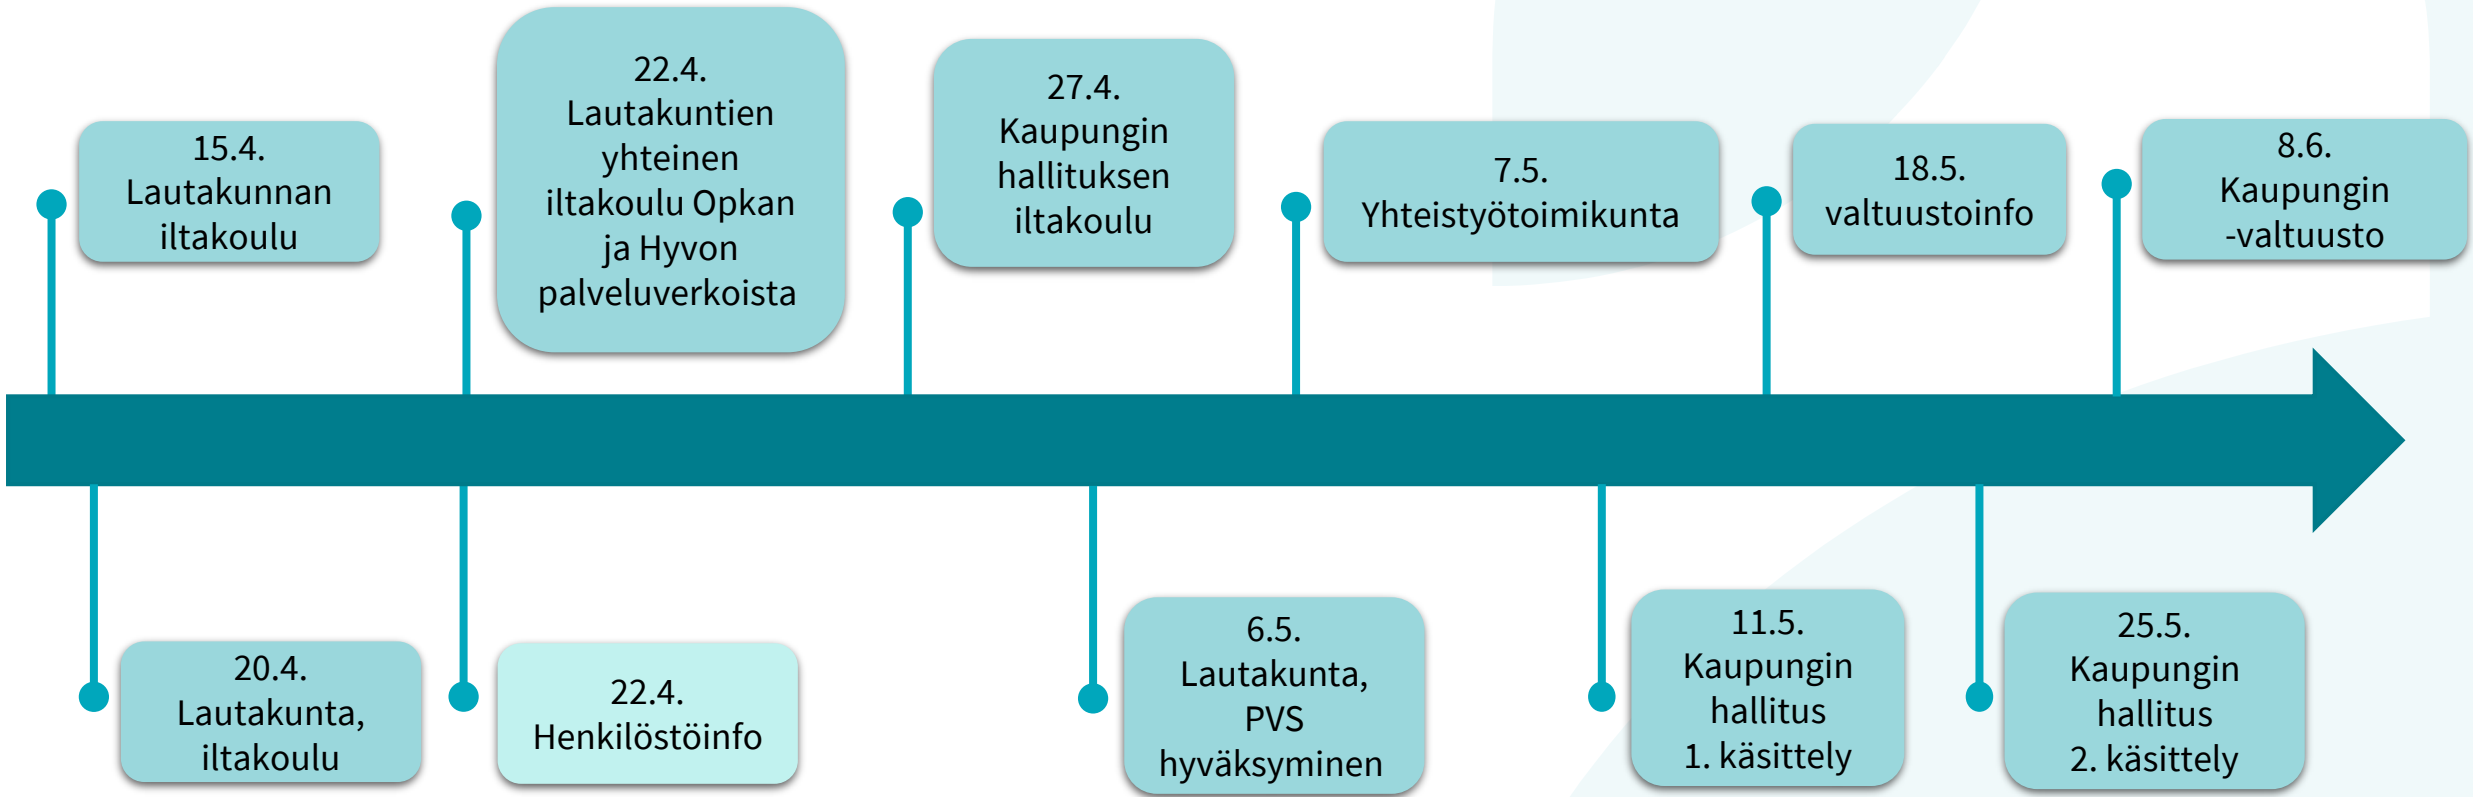 15.4.
Lautakunnan
iltakoulu
22.4.
Lautakuntien
yhteinen
iltakoulu Opkan
ja Hyvon
palveluverkoista
27.4.
Kaupungin
hallituksen
iltakoulu
7.5.
Yhteistyötoimikunta
18.5.
valtuustoinfo
8.6.
Kaupungin
-valtuusto
20.4.
Lautakunta,
iltakoulu
22.4.
Henkilöstöinfo
6.5.
Lautakunta,
PVS
hyväksyminen
11.5.
Kaupungin
hallitus
1. käsittely
25.5.
Kaupungin
hallitus
2. käsittely